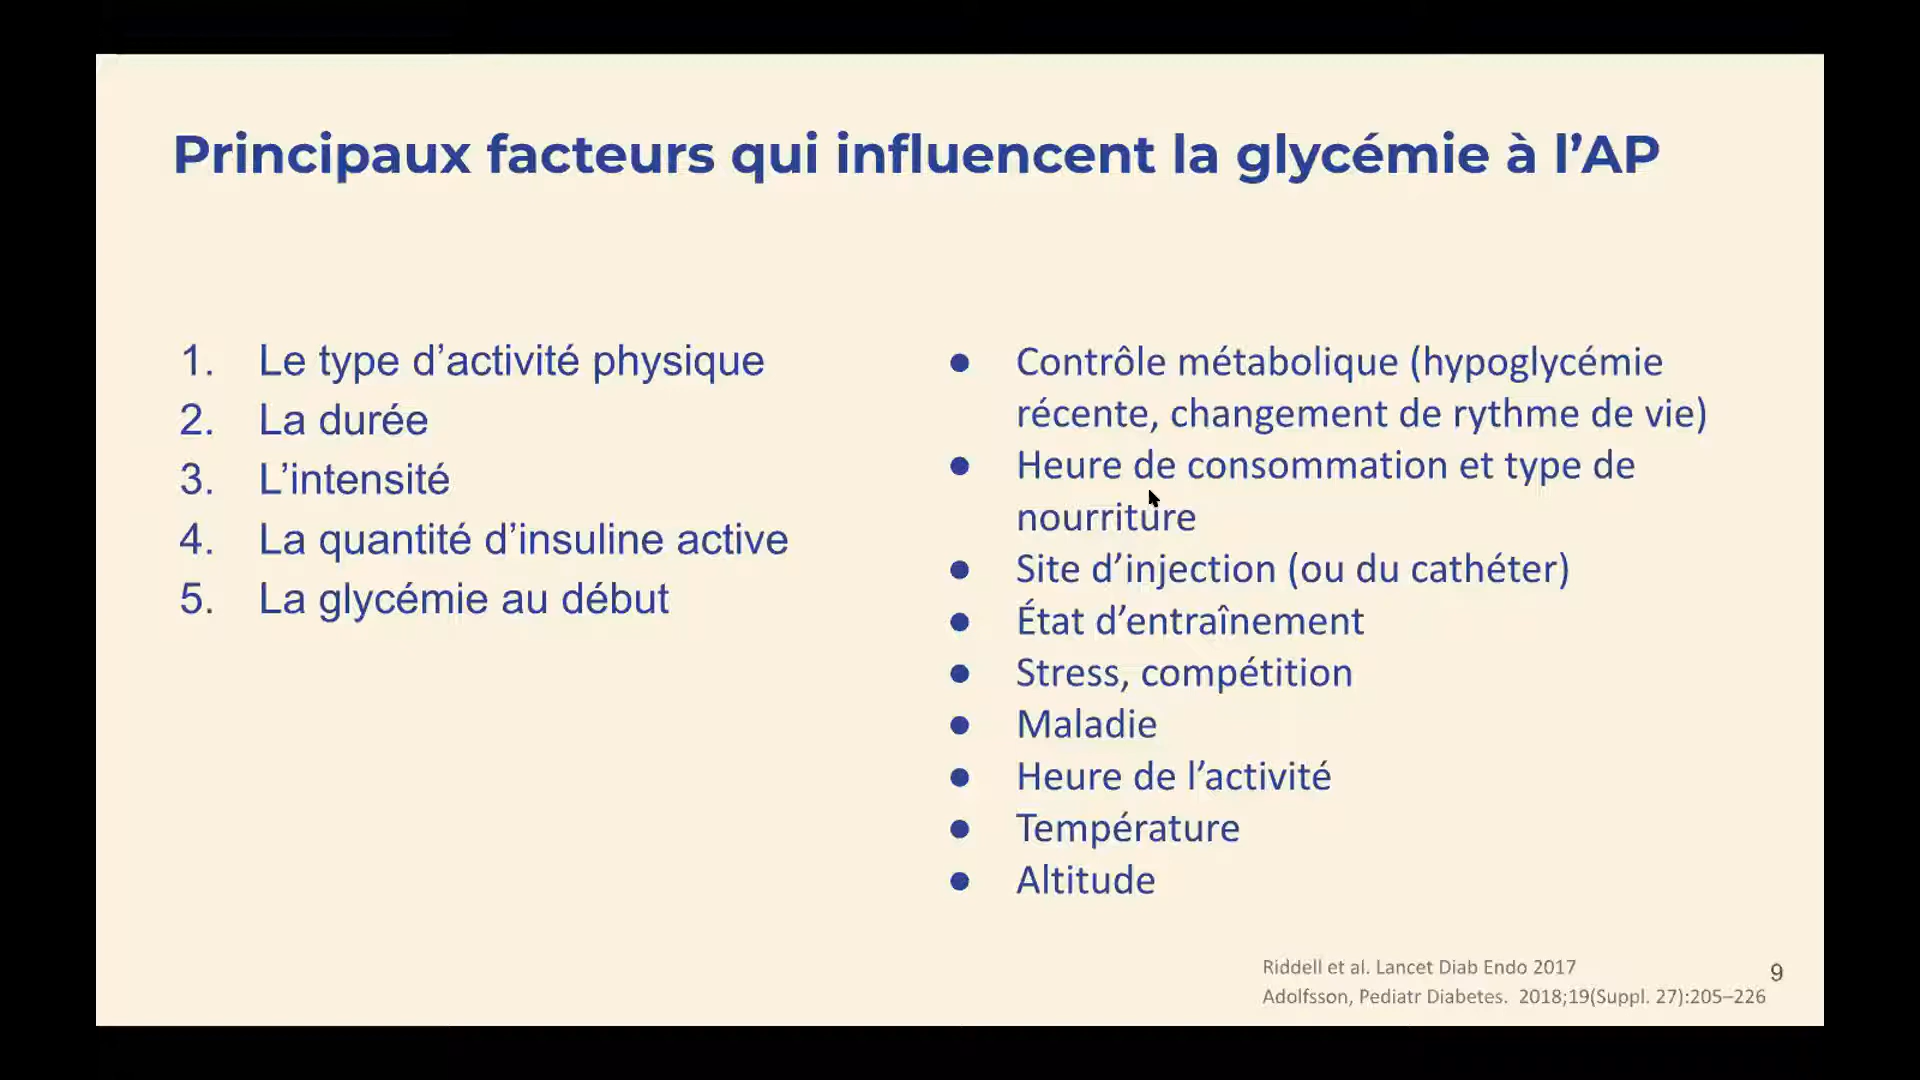 Principaux facteurs qui influencent la glycémie à l’AP
1. Le type d’activité physique
2. La durée
3. L’intensité
4. La quantité d’insuline active
5. La glycémie au début
● Contrôle métabolique (hypoglycémie
récente, changement de rythme de vie)
● Heure de consommation et type de
nourriture
● Site d’injection (ou du cathéter)
● État d’entraînement
● Stress, compétition
● Maladie
● Heure de l’activité
● Température
● Altitude
Riddell et al. Lancet Diab Endo 2017
Adolfsson, Pediatr Diabetes. 2018;19(Suppl. 27):205–226
9